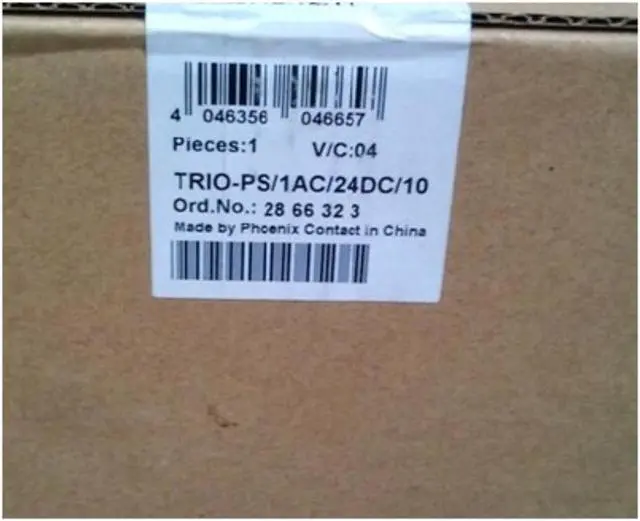 4 046356 046657
Pieces:1 V/C:04
TRIO-PS/1AC/24DC/10
Ord.No.: 28 66 32 3
Made by Phoenix Contact in China